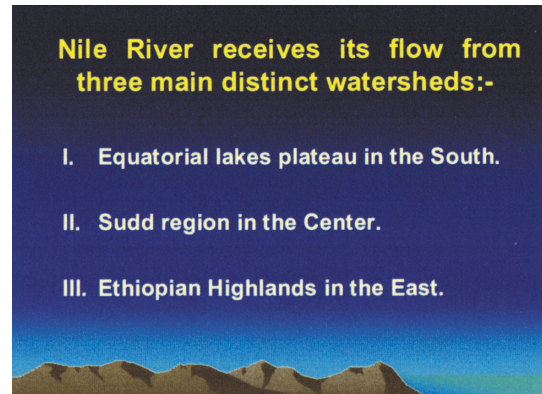 Nile River receives its flow from
three main distinct watersheds:-
I. Equatorial lakes plateau in the South.
II. Sudd region in the Center.
III. Ethiopian Highlands in the East.